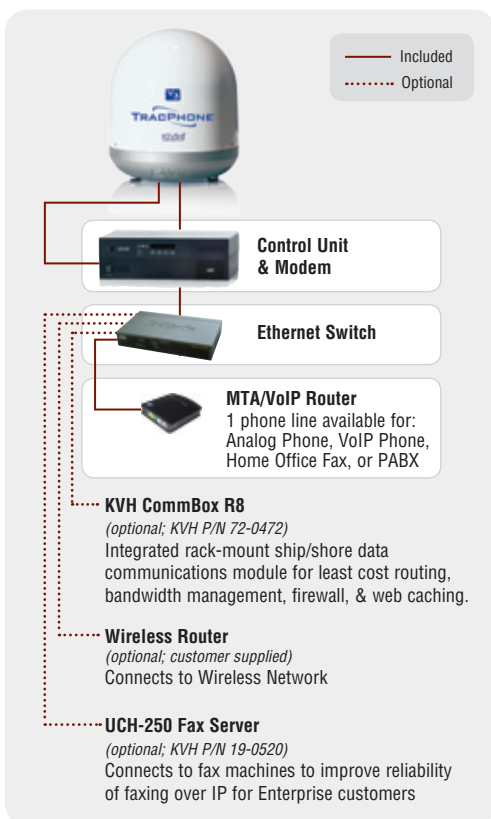 Included
Optional
V3
TRACPHONE
Control Unit
& Modem
Ethernet Switch
MTA/VoIP Router
1 phone line available for:
Analog Phone, VoIP Phone,
Home Office Fax, or PABX
KVH CommBox R8
(optional; KVH P/N 72-0472)
Integrated rack-mount ship/shore data
communications module for least cost routing,
bandwidth management, firewall, & web caching.
Wireless Router
(optional; customer supplied)
Connects to Wireless Network
UCH-250 Fax Server
(optional; KVH P/N 19-0520)
Connects to fax machines to improve reliability
of faxing over IP for Enterprise customers